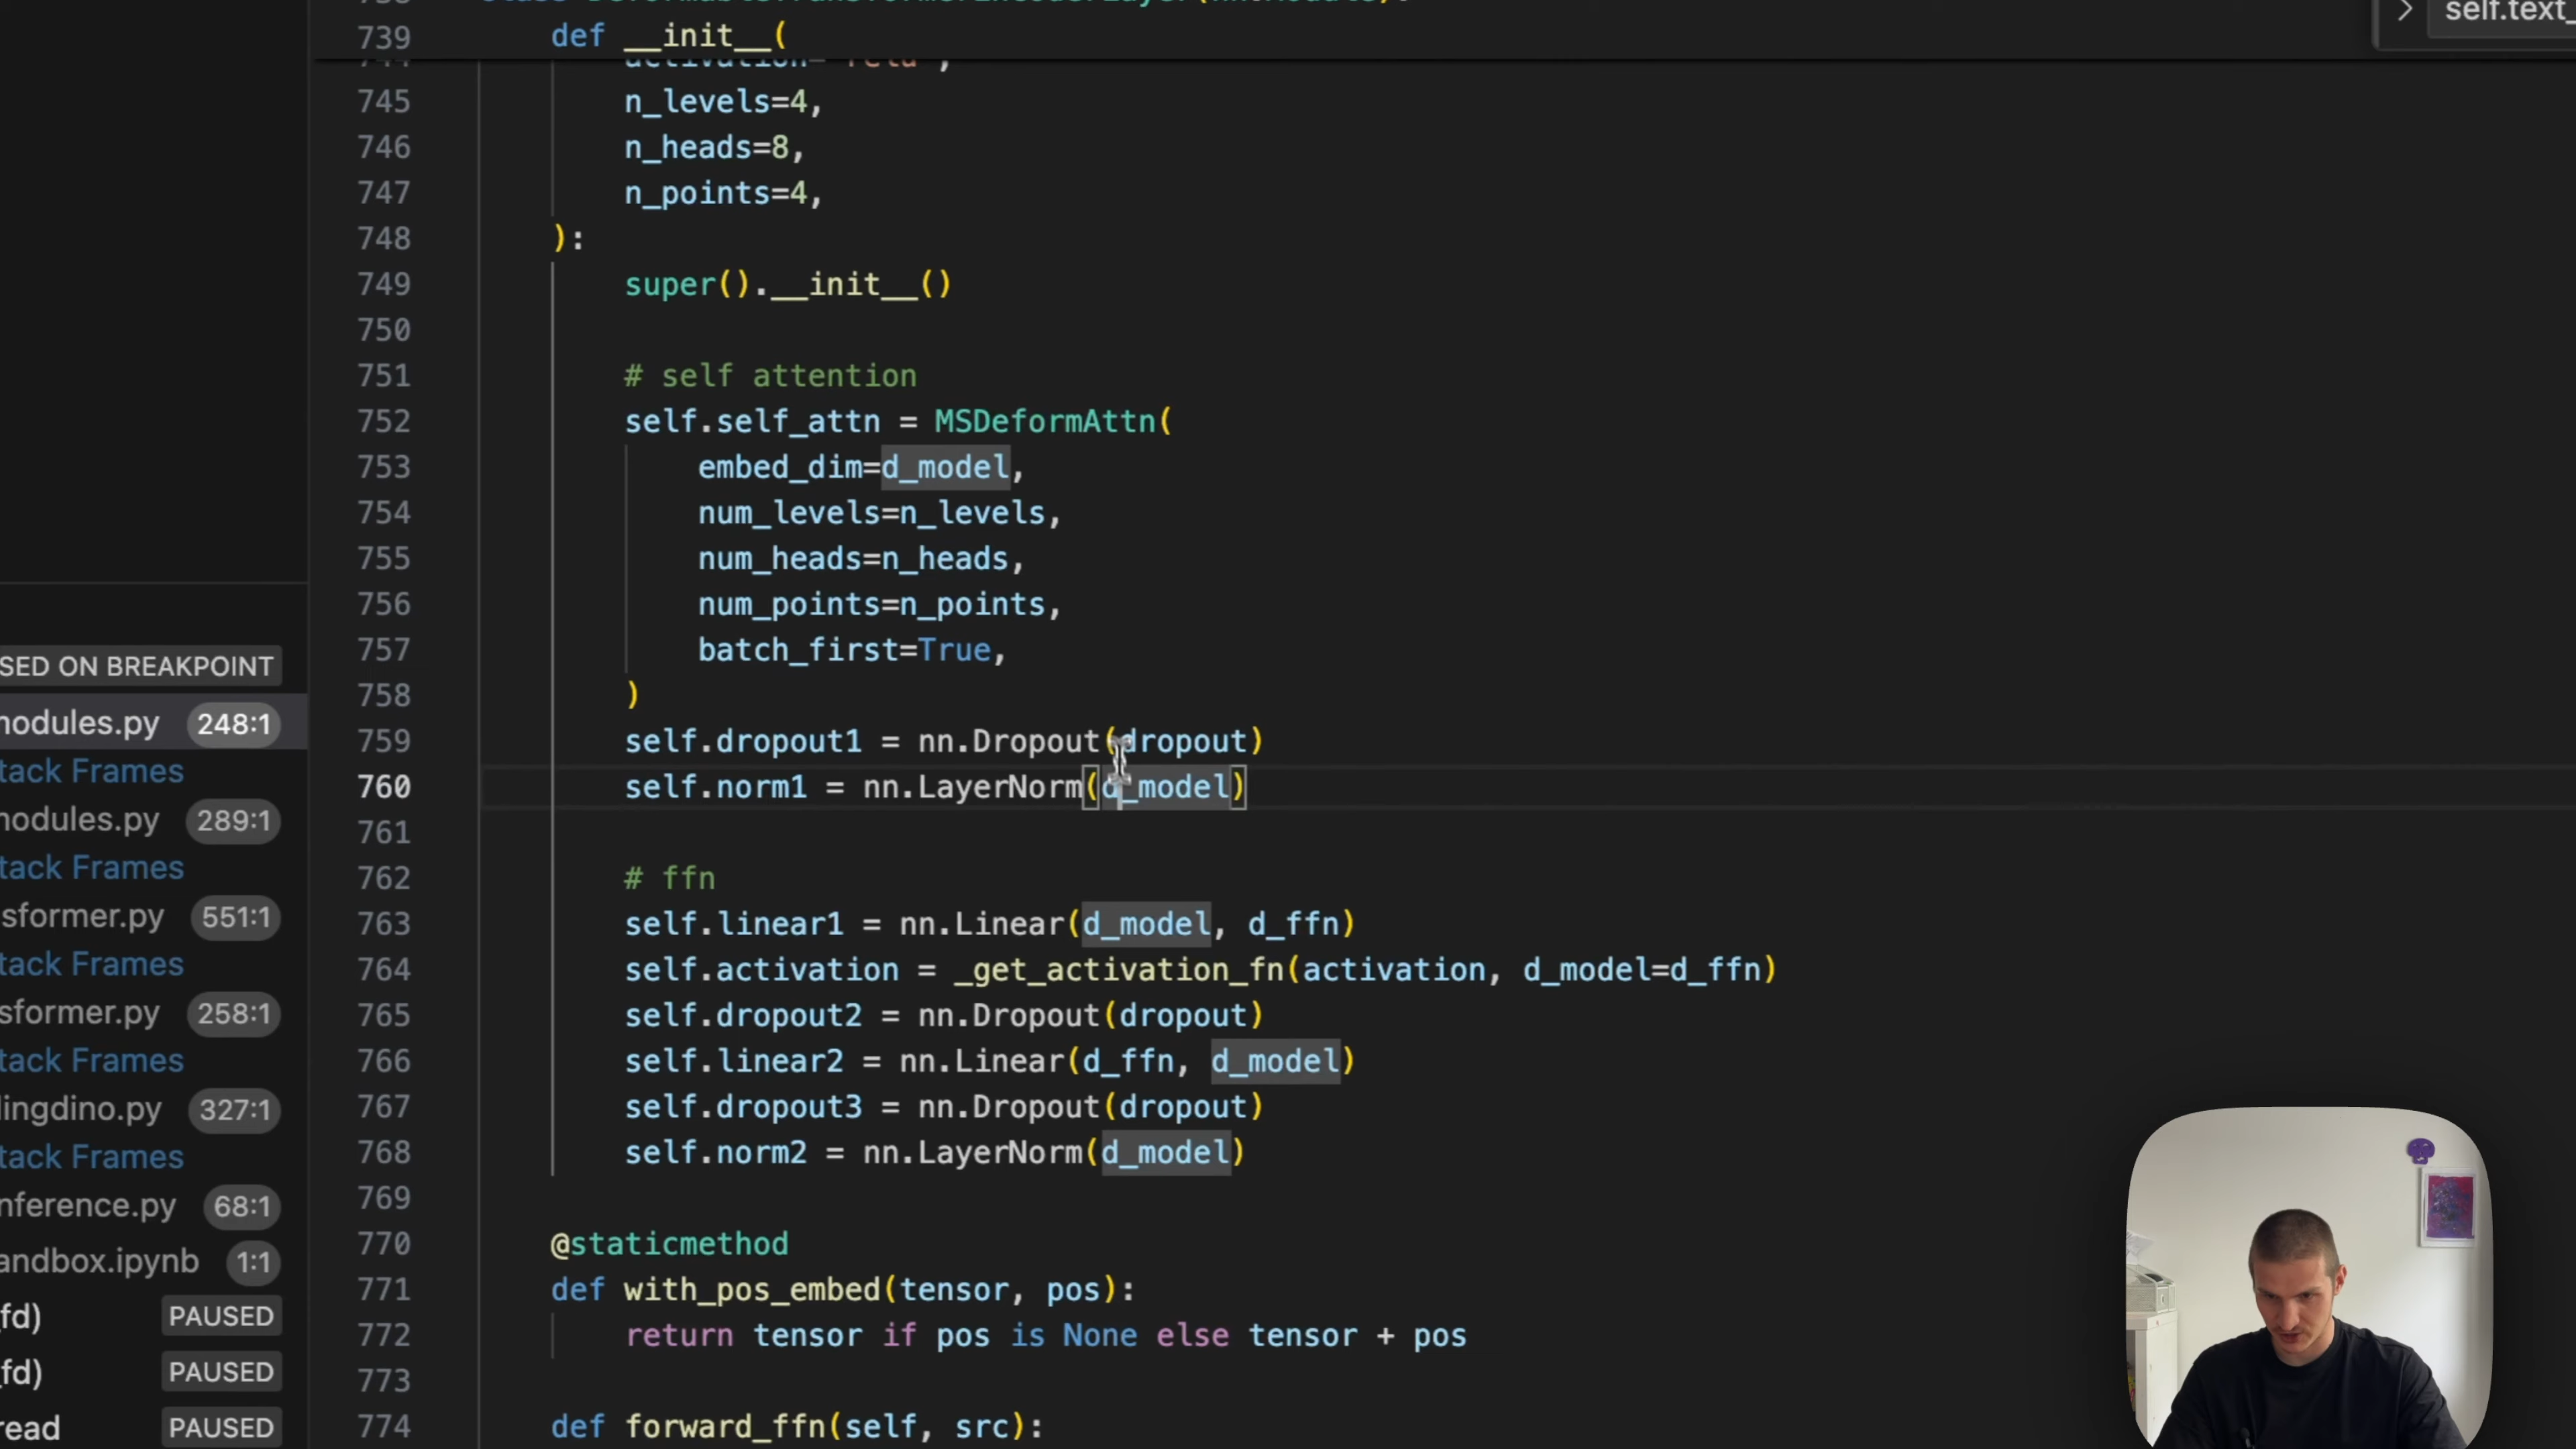 739 def __init__(
self.text_
745 n_levels=4,
746 n_heads=8,
747 n_points=4,
748 ):
749 super().__init__()
750
751 # self attention
752 self.self_attn = MSDeformAttn(
753 embed_dim=d_model,
754 num_levels=n_levels,
755 num_heads=n_heads,
756 num_points=n_points,
757 batch_first=True,
758 )
759 self.dropout1 = nn.Dropout(dropout)
760 self.norm1 = nn.LayerNorm(d_model)
761
762 # ffn
763 self.linear1 = nn.Linear(d_model, d_ffn)
764 self.activation = _get_activation_fn(activation, d_model=d_ffn)
765 self.dropout2 = nn.Dropout(dropout)
766 self.linear2 = nn.Linear(d_ffn, d_model)
767 self.dropout3 = nn.Dropout(dropout)
768 self.norm2 = nn.LayerNorm(d_model)
769
770 @staticmethod
771 def with_pos_embed(tensor, pos):
772 return tensor if pos is None else tensor + pos
773
774 def forward_ffn(self, src):
SED ON BREAKPOINT
nodules.py 248:1
tack Frames
nodules.py 289:1
tack Frames
sformer.py 551:1
tack Frames
sformer.py 258:1
tack Frames
lingdino.py 327:1
tack Frames
nference.py 68:1
andbox.ipynb 1:1
fd) PAUSED
fd) PAUSED
read PAUSED